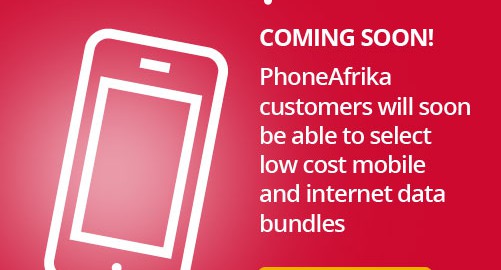 COMING SOON!
PhoneAfrika
customers will soon
be able to select
low cost mobile
and internet data
bundles